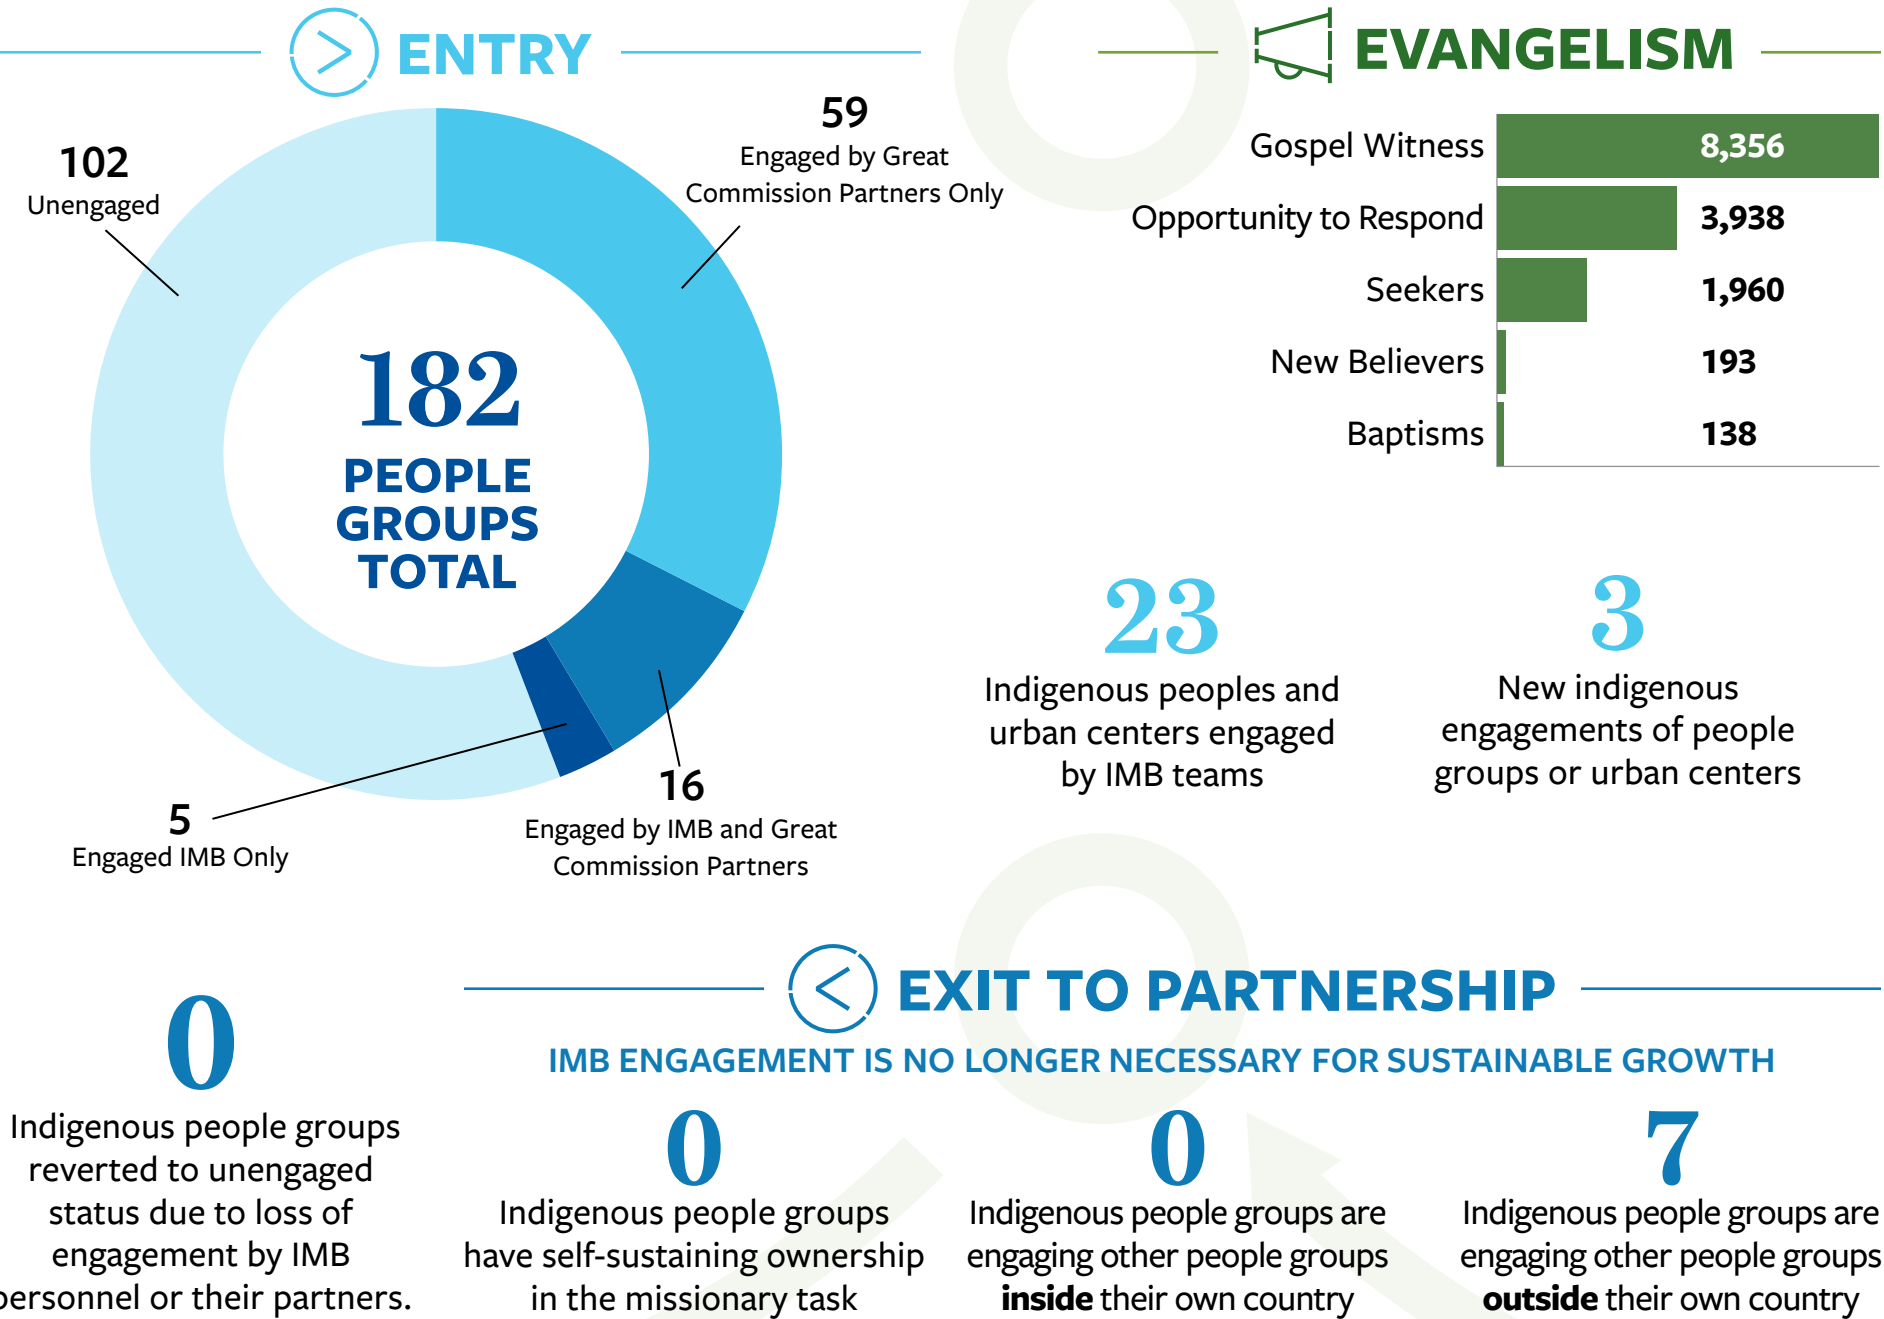 ENTRY
102
Unengaged
59
Engaged by Great
Commission Partners Only
182
PEOPLE
GROUPS
TOTAL
5
Engaged IMB Only
16
Engaged by IMB and Great
Commission Partners
EVANGELISM
Gospel Witness 8,356
Opportunity to Respond 3,938
Seekers 1,960
New Believers 193
Baptisms 138
23
Indigenous peoples and
urban centers engaged
by IMB teams
3
New indigenous
engagements of people
groups or urban centers
0
Indigenous people groups
reverted to unengaged
status due to loss of
engagement by IMB
personnel or their partners.
EXIT TO PARTNERSHIP
IMB ENGAGEMENT IS NO LONGER NECESSARY FOR SUSTAINABLE GROWTH
0
Indigenous people groups
have self-sustaining ownership
in the missionary task
0
Indigenous people groups are
engaging other people groups
inside their own country
7
Indigenous people groups are
engaging other people groups
outside their own country